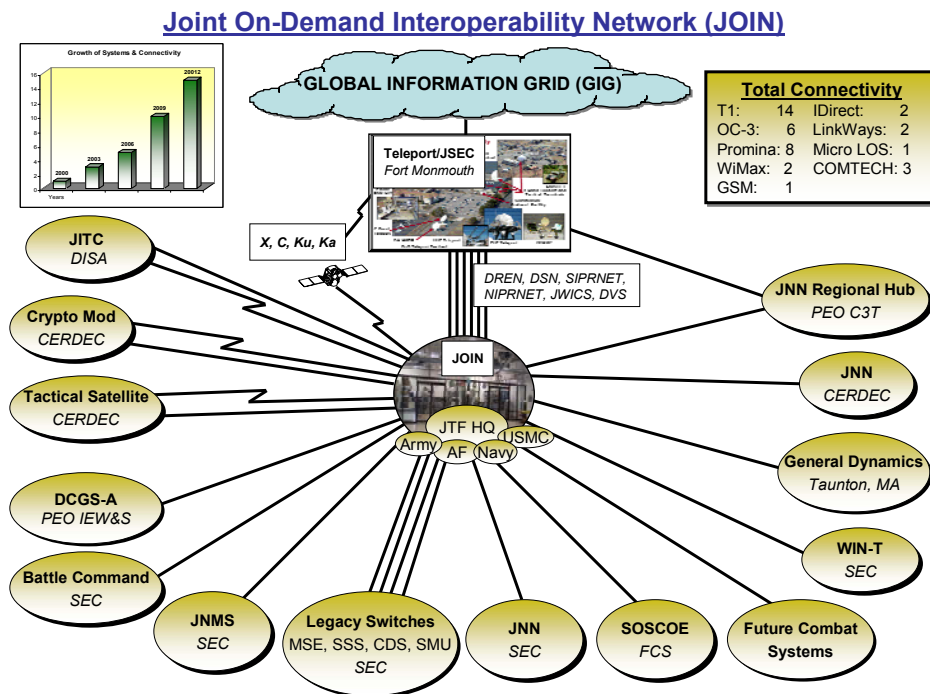 Joint On-Demand Interoperability Network (JOIN)
Growth of Systems & Connectivity
16
14
12
10
8
6
4
2
0
2000
2003
2006
2009
20012
Years
GLOBAL INFORMATION GRID (GIG)
Total Connectivity
T1: 14 IDirect: 2
OC-3: 6 LinkWays: 2
Promina: 8 Micro LOS: 1
WiMax: 2 COMTECH: 3
GSM: 1
Teleport/JSEC
Fort Monmouth
X, C, Ku, Ka
DREN, DSN, SIPRNET,
NIPRNET, JWICS, DVS
JITC
DISA
Crypto Mod
CERDEC
Tactical Satellite
CERDEC
DCGS-A
PEO IEW&S
Battle Command
SEC
JNMS
SEC
Legacy Switches
MSE, SSS, CDS, SMU
SEC
JNN
SEC
SOSCOE
FCS
Future Combat
Systems
WIN-T
SEC
General Dynamics
Taunton, MA
JNN
CERDEC
JNN Regional Hub
PEO C3T
JOIN
JTF HQ
Army
AF
Navy
USMC